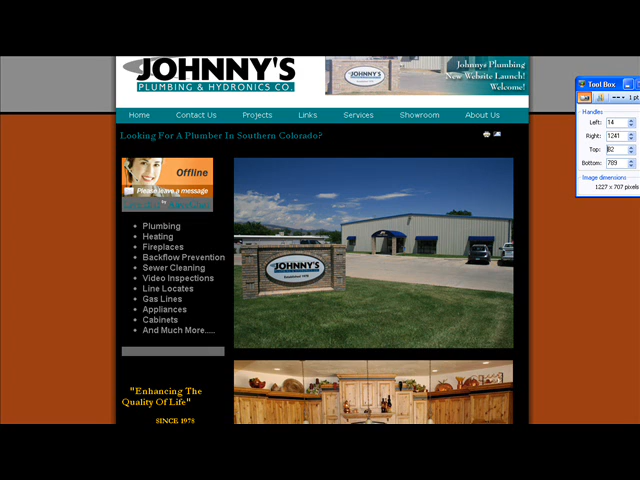 JOHNNY'S
PLUMBING & HYDRONICS CO.
JOHNNY'S
Johnnys Plumbing
New Website Launch!
Welcome!
Home Contact Us Projects Links Services Showroom About Us
Looking For A Plumber In Southern Colorado?
Offline
Please leave a message
by
Plumbing
Heating
Fireplaces
Backflow Prevention
Sewer Cleaning
Video Inspections
Line Locates
Gas Lines
Appliances
Cabinets
And Much More.....
JOHNNY'S
"Enhancing The
Quality Of Life"
SINCE 1978
Tool Box
1 pt
Handles
Left: 14
Right: 1241
Top: 82
Bottom: 789
Image dimensions
1227 x 707 pixels